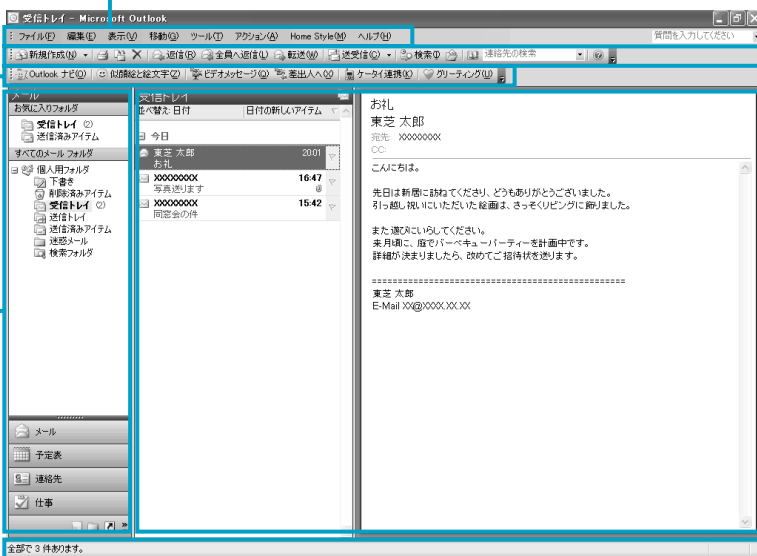 受信トレイ - Microsoft Outlook
ファイル(F) 編集(E) 表示(V) 移動(G) ツール(T) アクション(A) Home Style(M) ヘルプ(H) 質問を入力してください
新規作成(N) 返信(R) 全員へ返信(L) 転送(W) 送受信(C) 検索(I) 連絡先の検索
Outlook ナビ(O) 似顔絵と絵文字(Z) ビデオメッセージ(Q) 差出人へ(X) ケータイ連携(K) グリーティング(U)
メール
お気に入りフォルダ
受信トレイ (2)
送信済みアイテム
すべてのメール フォルダ
個人用フォルダ
下書き
削除済みアイテム
受信トレイ (2)
送信トレイ
送信済みアイテム
迷惑メール
検索フォルダ
メール
予定表
連絡先
仕事
受信トレイ
並べ替え: 日付 日付の新しいアイテム
今日
東芝 太郎 20:01
お礼
XXXXXXXX 16:47
写真送ります
XXXXXXXX 15:42
同窓会の件
お礼
東芝 太郎
宛先: XXXXXXXX
CC:
こんにちは。
先日は新居に訪ねてくださり、どうもありがとうございました。
引っ越し祝いにいただいた絵画は、さっそくリビングに飾りました。
また遊びにいらしてください。
来月頃に、庭でバーベキューパーティーを計画中です。
詳細が決まりましたら、改めてご招待状を送ります。
==================================================
東芝 太郎
E-Mail XX@XXXX.XX.XX
全部で 3 件あります。